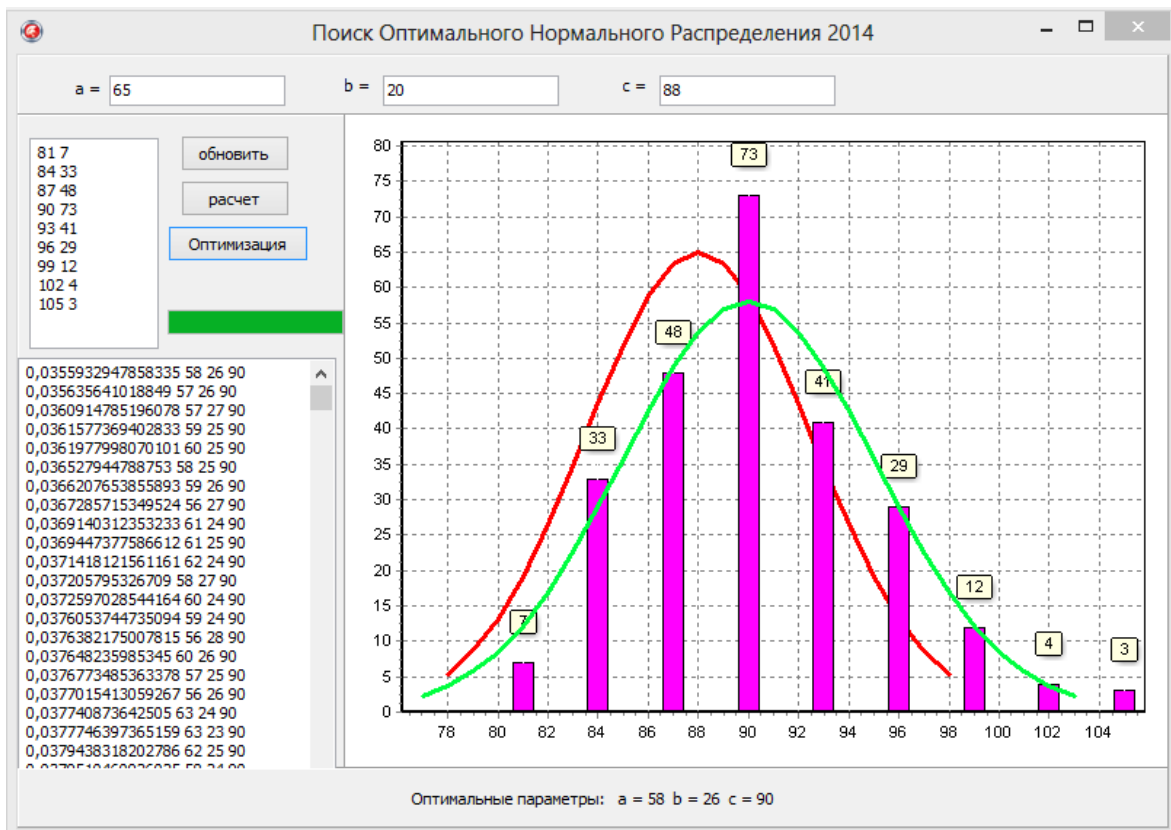 Поиск Оптимального Нормального Распределения 2014
a = 65
b = 20
c = 88
81 7
84 33
87 48
90 73
93 41
96 29
99 12
102 4
105 3
обновить
расчет
Оптимизация
0,0355932947858335 58 26 90
0,035635641018849 57 26 90
0,0360914785196078 57 27 90
0,0361577369402833 59 25 90
0,0361977998070101 60 25 90
0,036527944788753 58 25 90
0,0366207653855893 59 26 90
0,0367285715349524 56 27 90
0,0369140312353233 61 24 90
0,0369447377586612 61 25 90
0,0371418121561161 62 24 90
0,037205795326709 58 27 90
0,0372597028544164 60 24 90
0,0376053744735094 59 24 90
0,0376382175007815 56 28 90
0,037648235985345 60 26 90
0,0376773485363378 57 25 90
0,0377015413059267 56 26 90
0,037740873642505 63 24 90
0,0377746397365159 63 23 90
0,0379438318202786 62 25 90
80
75
70
65
60
55
50
45
40
35
30
25
20
15
10
5
0
7
33
48
73
41
29
12
4
3
78 80 82 84 86 88 90 92 94 96 98 100 102 104
Оптимальные параметры: a = 58 b = 26 c = 90